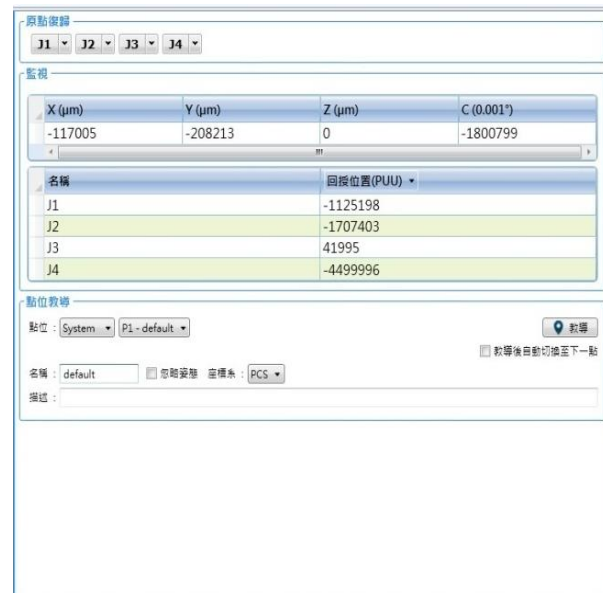 原點復歸
J1 J2 J3 J4
監視
X (μm) Y (μm) Z (μm) C (0.001°)
-117005 -208213 0 -1800799
名稱 回授位置(PUU)
J1 -1125198
J2 -1707403
J3 41995
J4 -4499996
點位教導
點位 : System P1 - default 教導
教導後自動切換至下一點
名稱 : default 忽略姿態 座標系 : PCS
描述 :